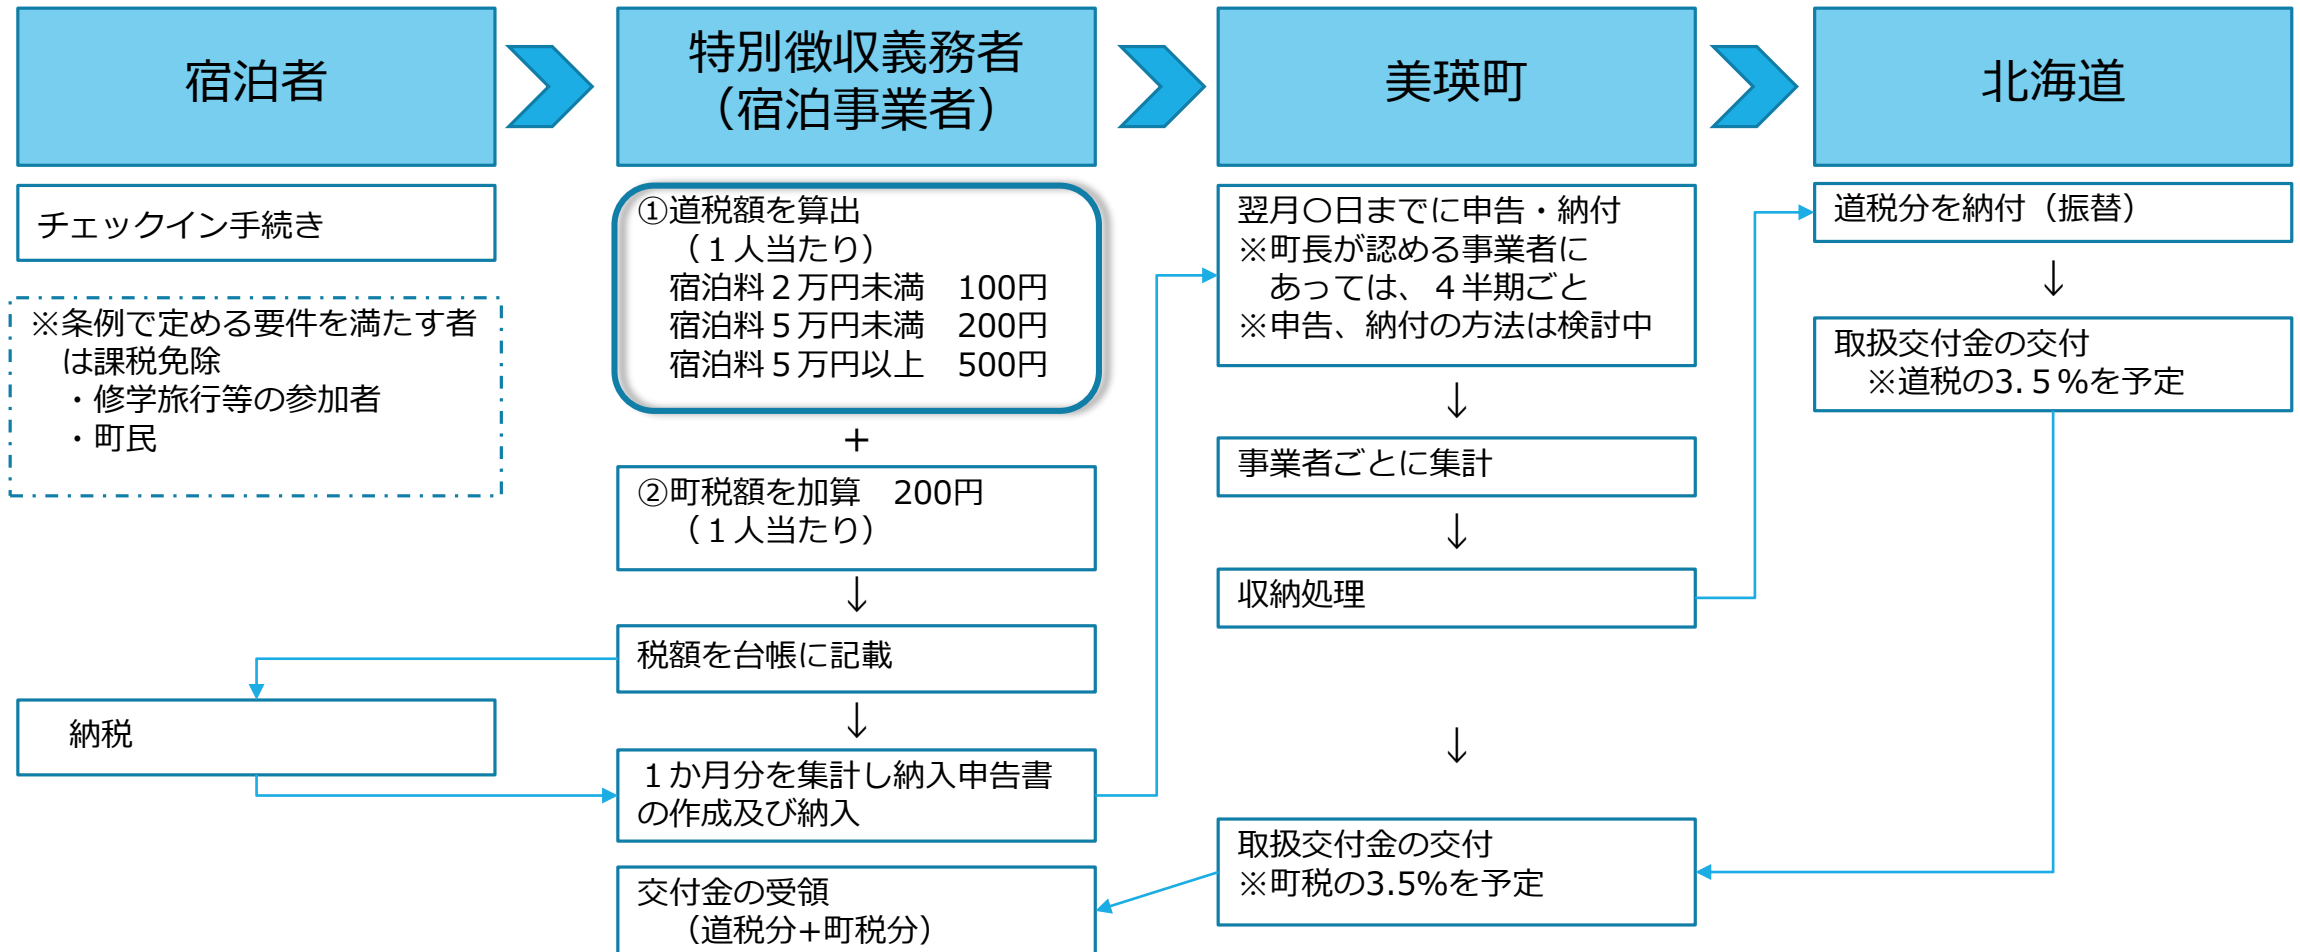 宿泊者
特別徴収義務者
（宿泊事業者）
美瑛町
北海道
チェックイン手続き
※条例で定める要件を満たす者
は課税免除
・修学旅行等の参加者
・町民
納税
①道税額を算出
（１人当たり）
宿泊料２万円未満　100円
宿泊料５万円未満　200円
宿泊料５万円以上　500円
＋
②町税額を加算　200円
（１人当たり）
↓
税額を台帳に記載
↓
１か月分を集計し納入申告書
の作成及び納入
交付金の受領
（道税分+町税分）
翌月〇日までに申告・納付
※町長が認める事業者に
あっては、４半期ごと
※申告、納付の方法は検討中
↓
事業者ごとに集計
↓
収納処理
↓
取扱交付金の交付
※町税の3.5%を予定
道税分を納付（振替）
↓
取扱交付金の交付
※道税の3.５%を予定